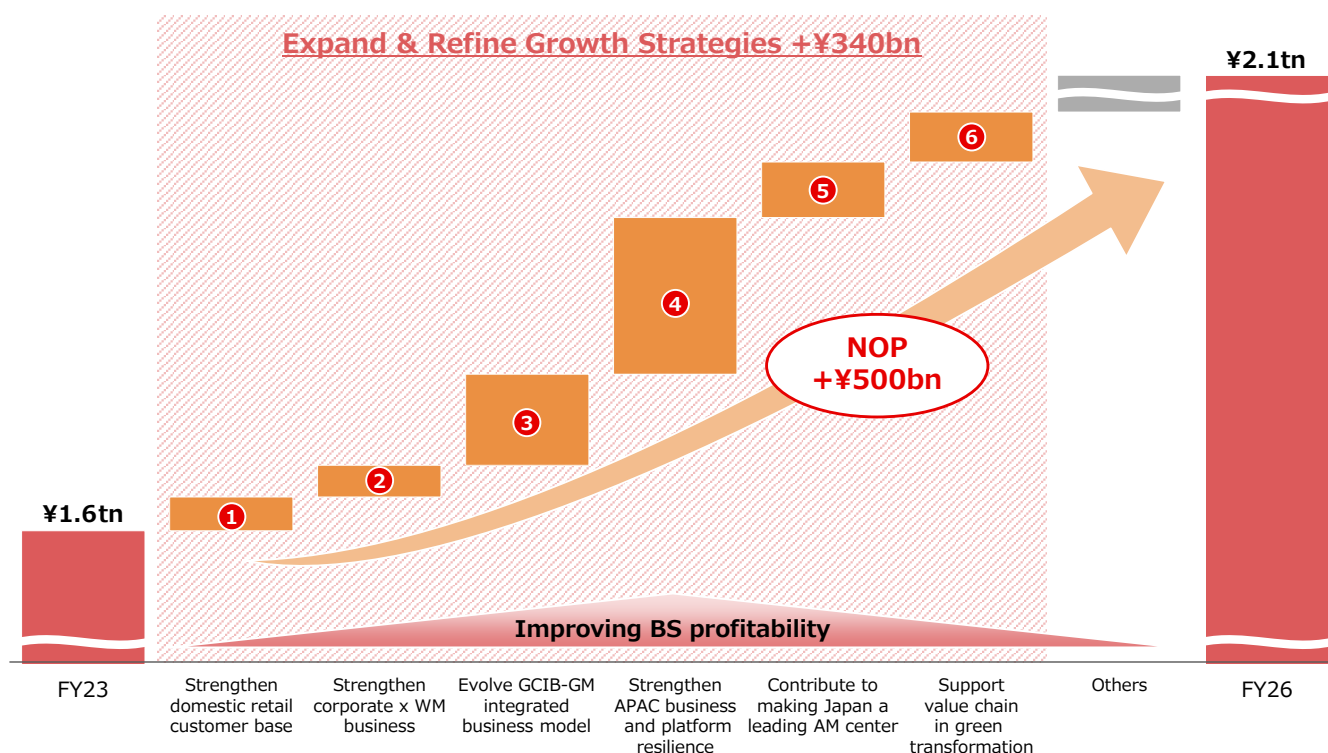 Expand & Refine Growth Strategies +¥340bn
¥2.1tn
6
5
4
NOP
+¥500bn
3
2
¥1.6tn
1
Improving BS profitability
FY23
Strengthen
domestic retail
customer base
Strengthen
corporate x WM
business
Evolve GCIB-GM
integrated
business model
Strengthen
APAC business
and platform
resilience
Contribute to
making Japan a
leading AM center
Support
value chain
in green
transformation
Others
FY26